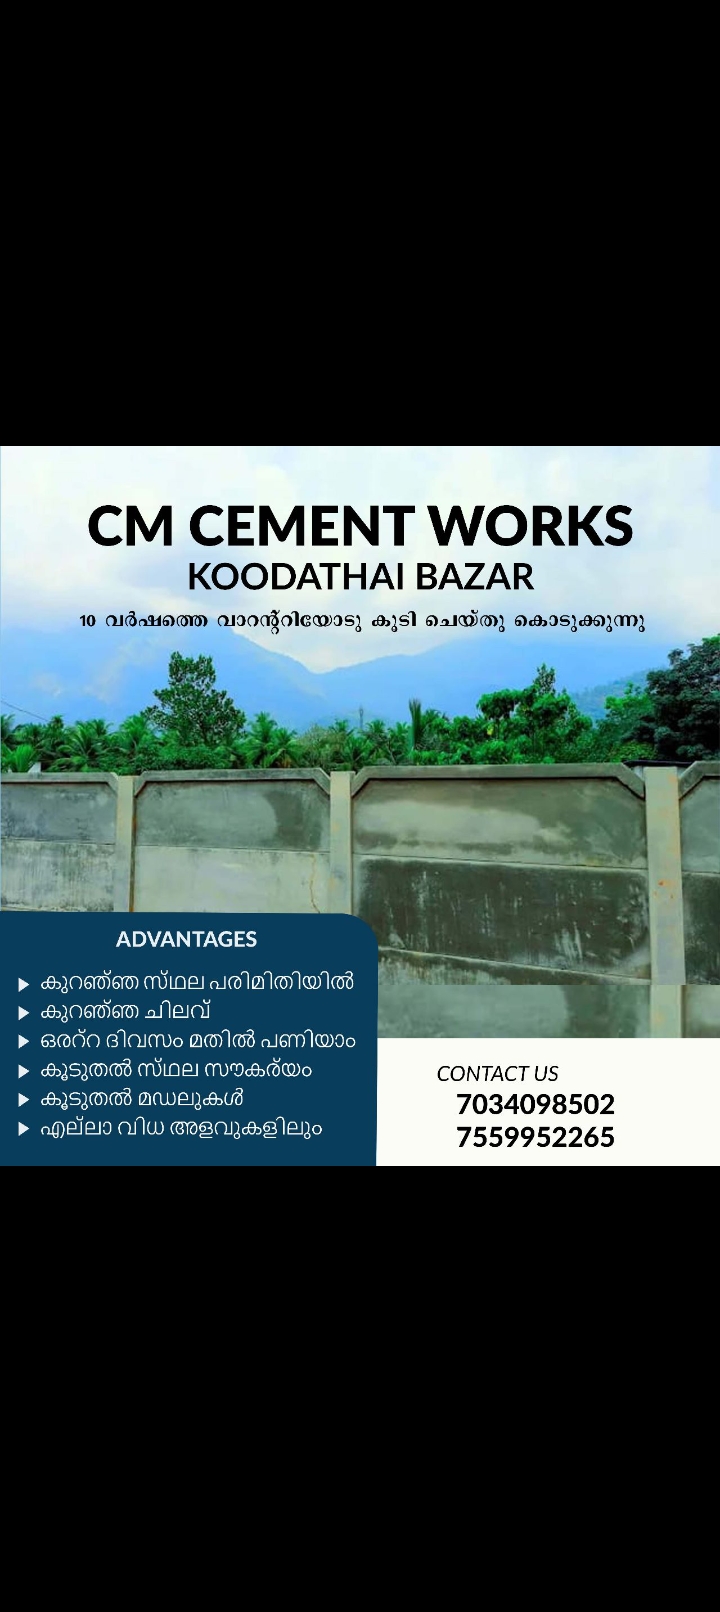 CM CEMENT WORKS
KOODATHAI BAZAR
10 വർഷത്തെ വാറന്റ്റിയോടു കൂടി ചെയ്തു കൊടുക്കുന്നു
ADVANTAGES
കുറഞ്ഞ സ്ഥല പരിമിതിയിൽ
കുറഞ്ഞ ചിലവ്
ഒരറ്റ ദിവസം മതിൽ പണിയാം
കൂടുതൽ സ്ഥല സൗകര്യം
കൂടുതൽ മഡലുകൾ
എല്ലാ വിധ അളവുകളിലും
CONTACT US
7034098502
7559952265